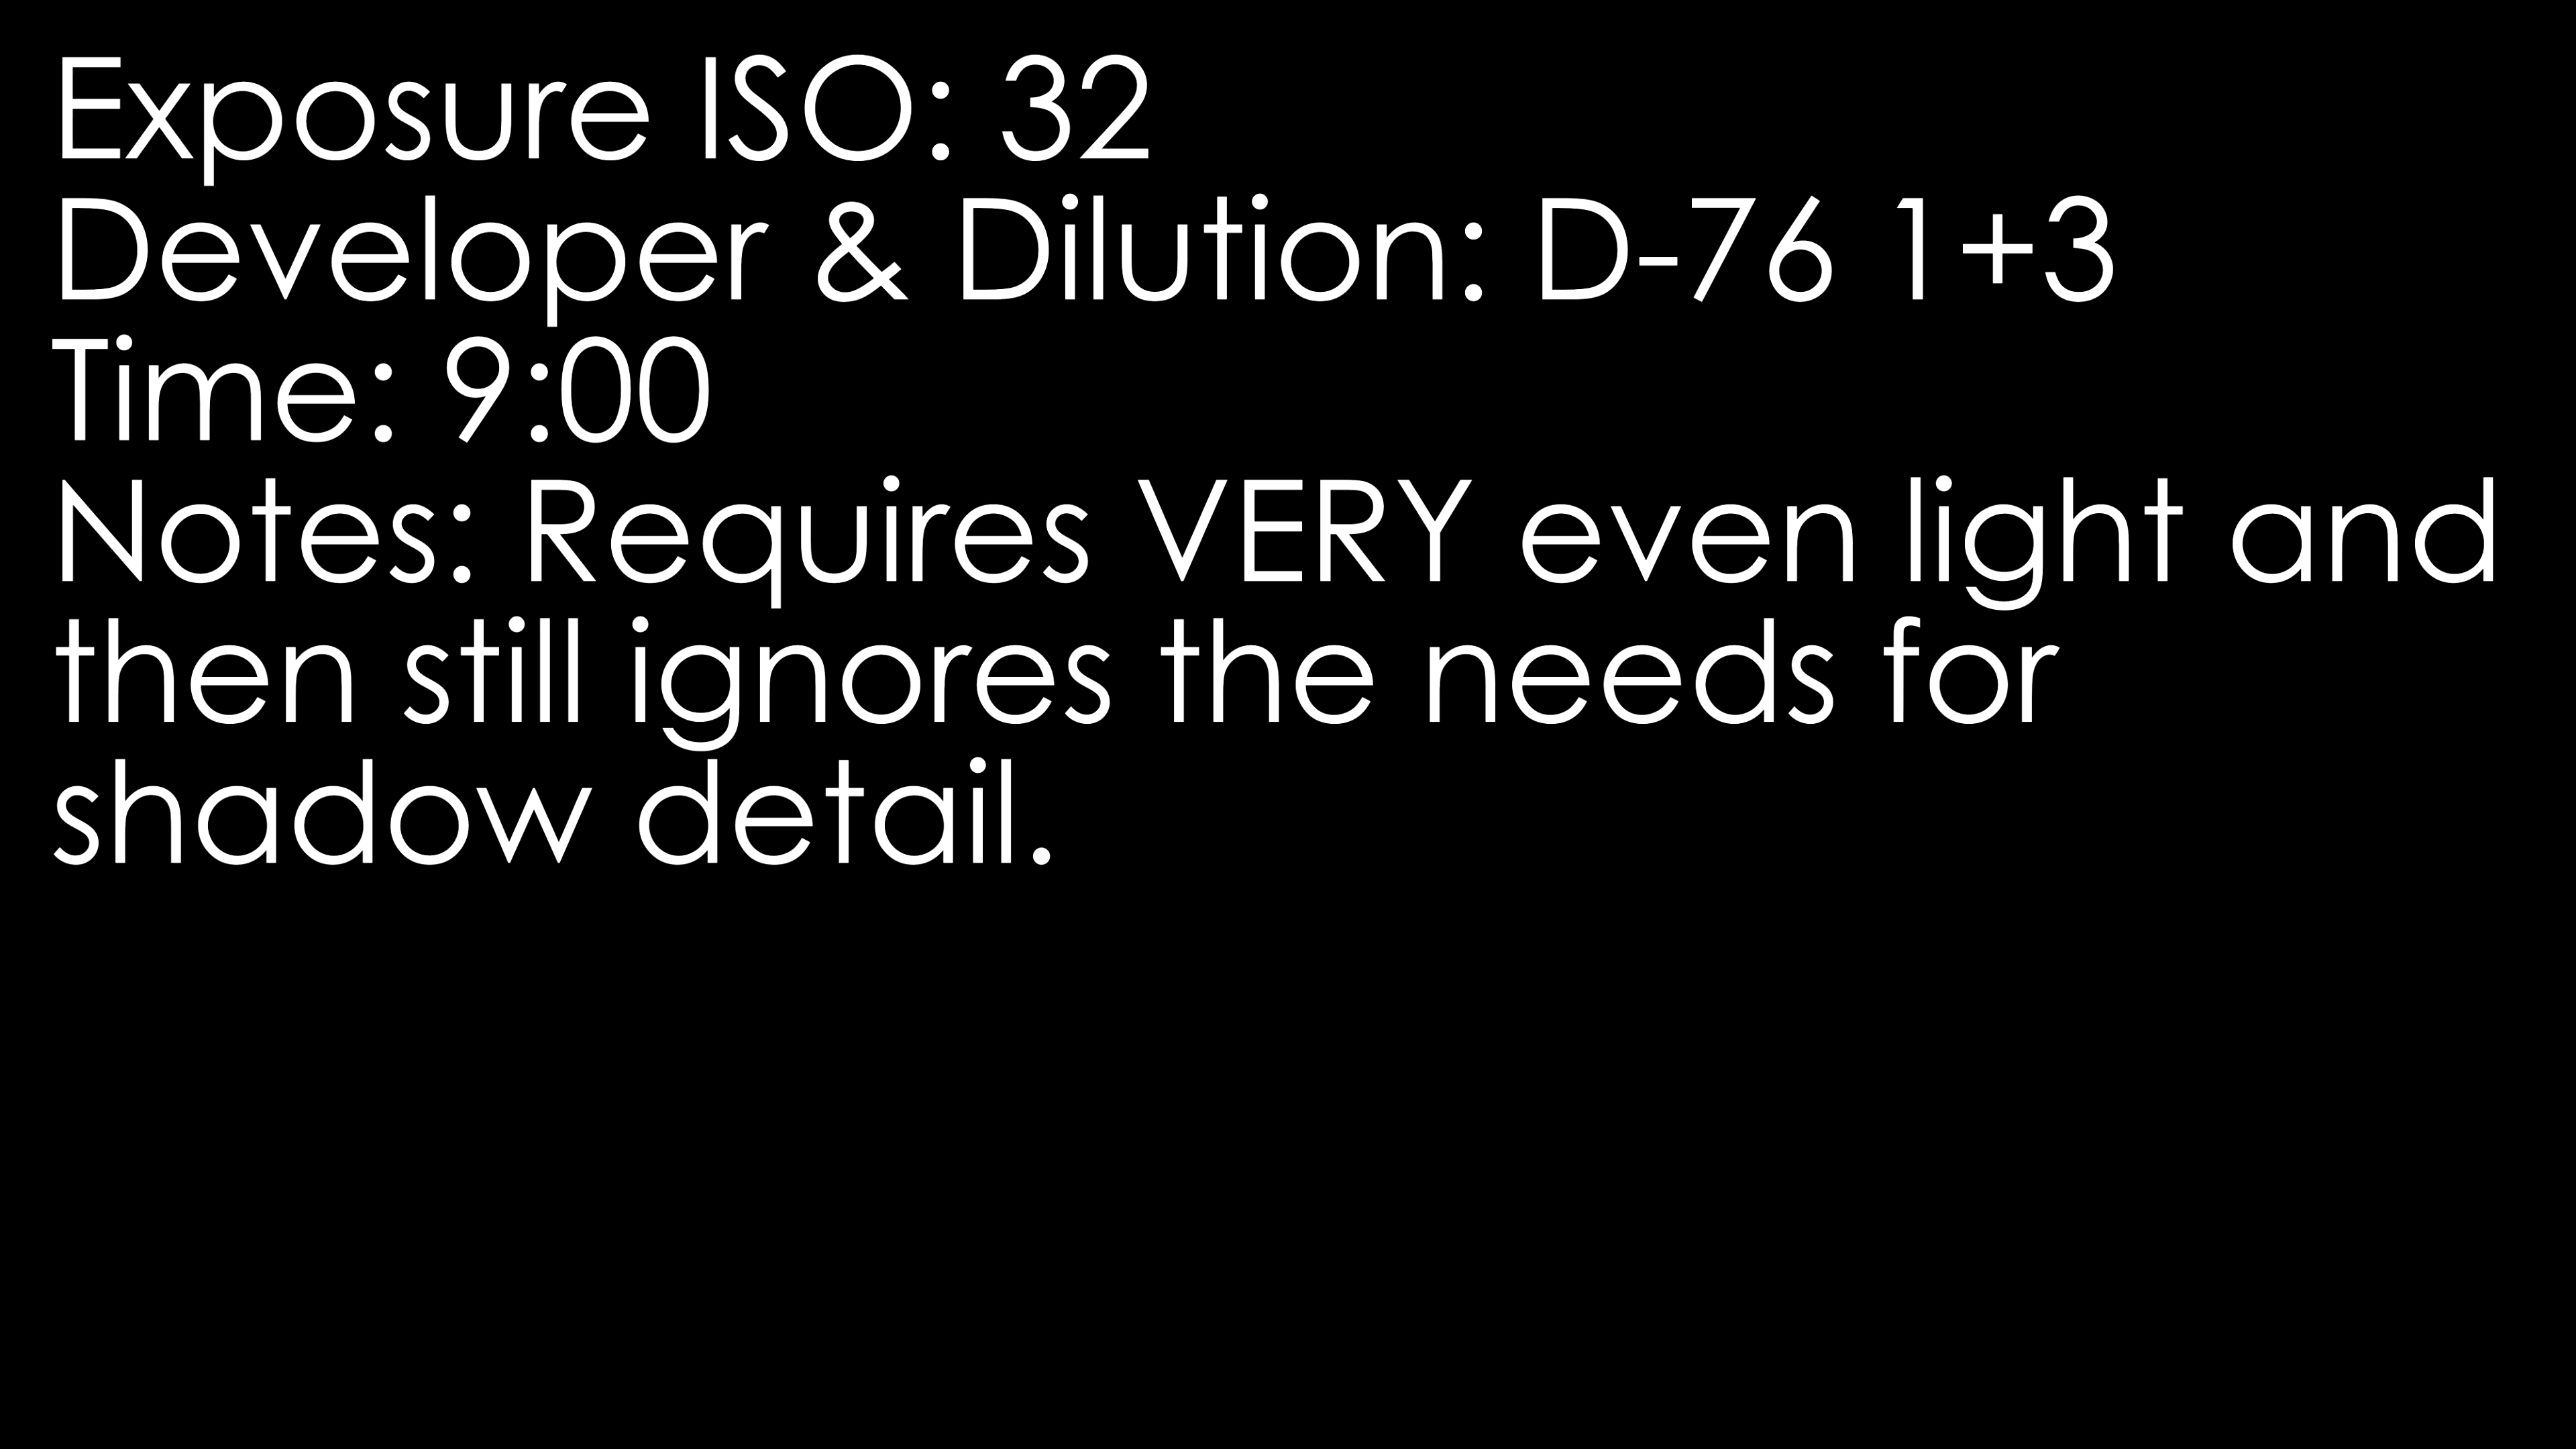 Exposure ISO: 32
Developer & Dilution: D-76 1+3
Time: 9:00
Notes: Requires VERY even light and
then still ignores the needs for
shadow detail.